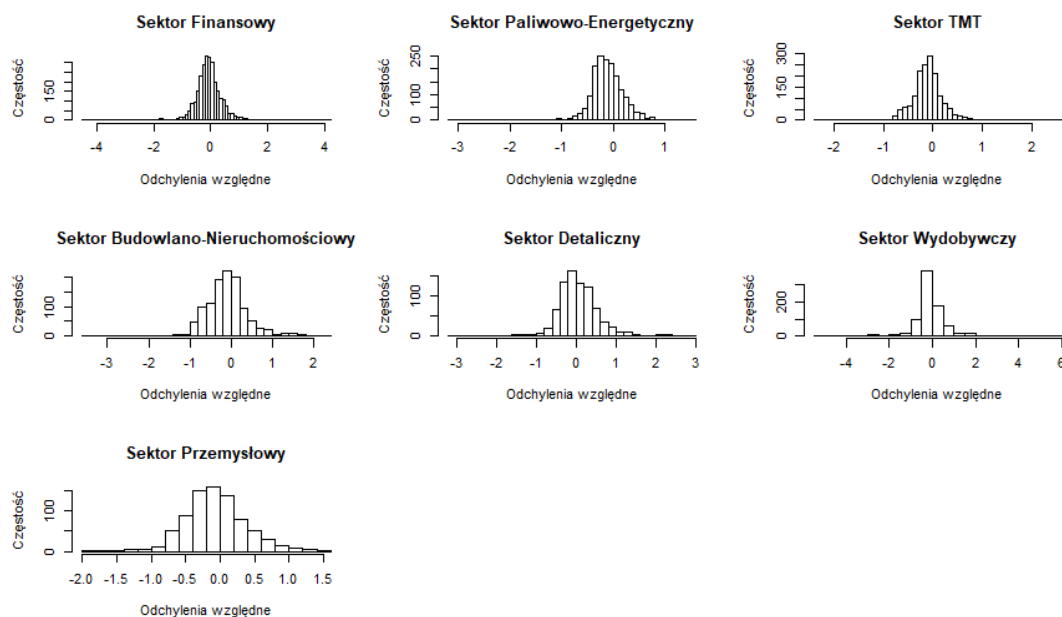 Sektor Finansowy
Częstość
0 150
-4 -2 0 2 4
Odchylenia względne
Sektor Paliwowo-Energetyczny
Częstość
0 100 250
-3 -2 -1 0 1
Odchylenia względne
Sektor TMT
Częstość
0 150 300
-2 -1 0 1 2
Odchylenia względne
Sektor Budowlano-Nieruchomościowy
Częstość
0 100
-3 -2 -1 0 1 2
Odchylenia względne
Sektor Detaliczny
Częstość
0 100
-3 -2 -1 0 1 2 3
Odchylenia względne
Sektor Wydobywczy
Częstość
0 200
-4 -2 0 2 4 6
Odchylenia względne
Sektor Przemysłowy
Częstość
0 100
-2.0 -1.5 -1.0 -0.5 0.0 0.5 1.0 1.5
Odchylenia względne